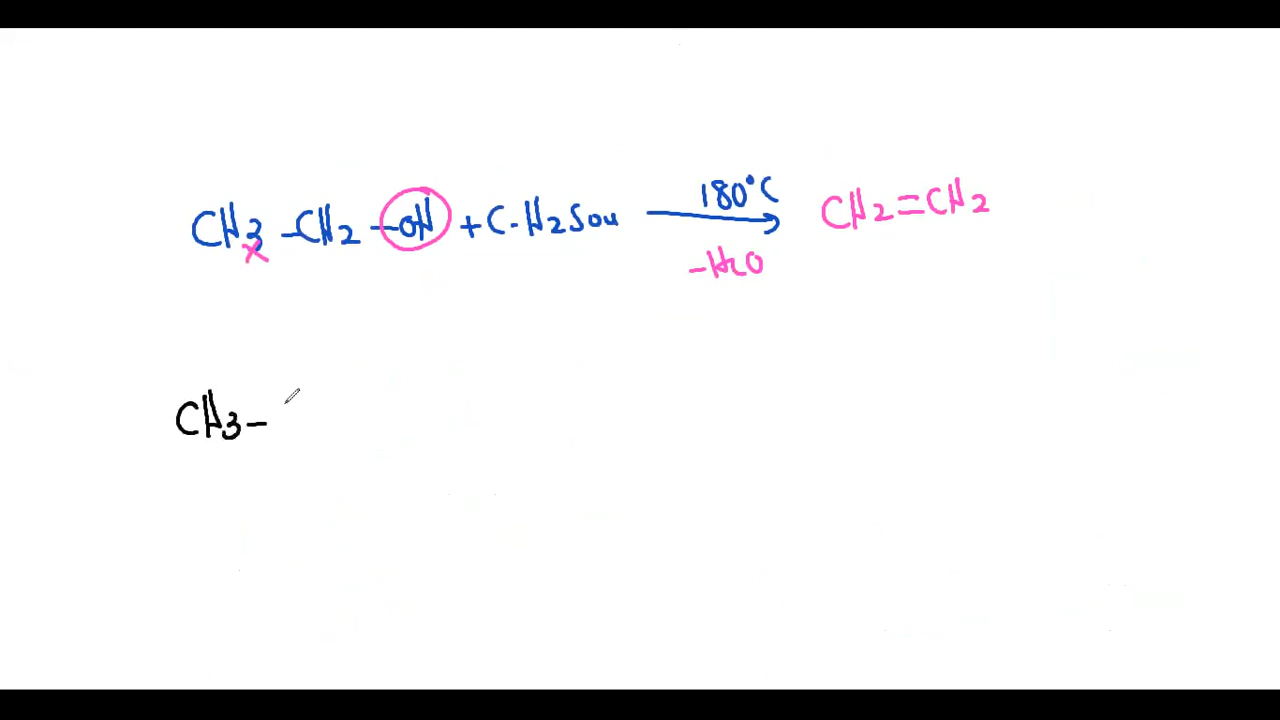 180°C
CH3-CH2-OH + C.H2SO4 → CH2=CH2
-H2O
CH3-